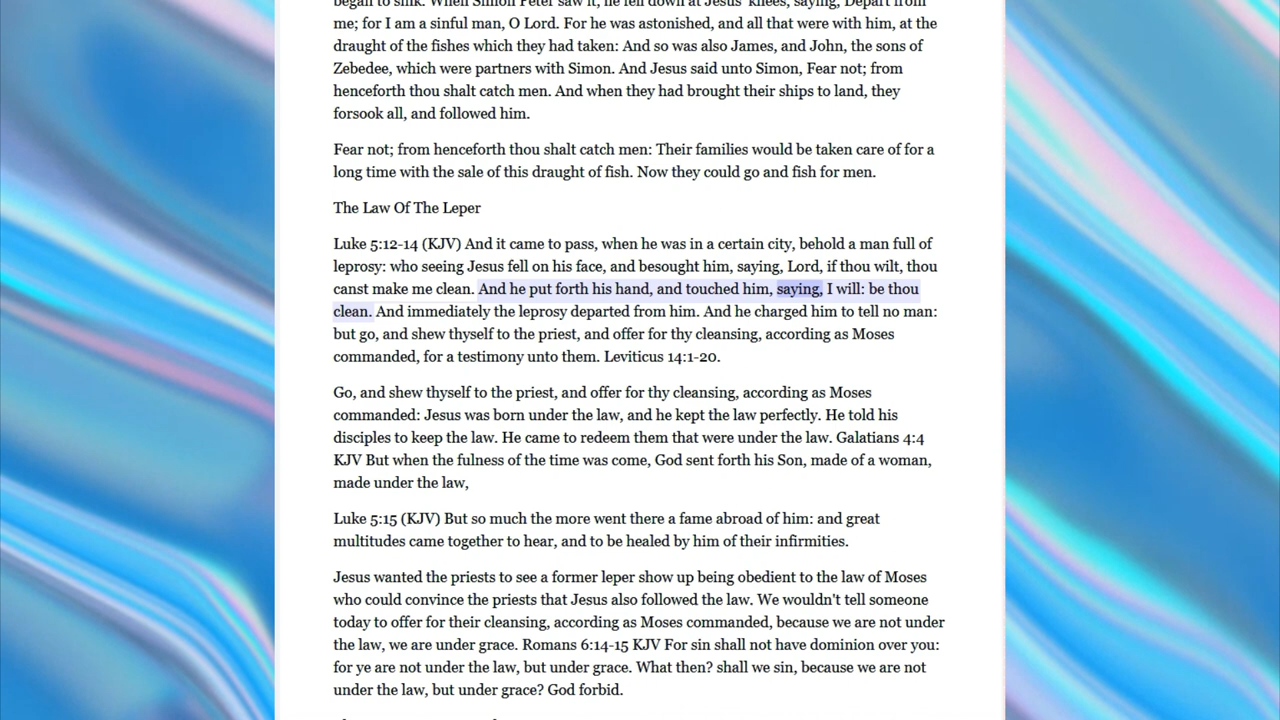 began to sink. When Simon Peter saw it, he fell down at Jesus' knees, saying, Depart from
me; for I am a sinful man, O Lord. For he was astonished, and all that were with him, at the
draught of the fishes which they had taken: And so was also James, and John, the sons of
Zebedee, which were partners with Simon. And Jesus said unto Simon, Fear not; from
henceforth thou shalt catch men. And when they had brought their ships to land, they
forsook all, and followed him.
Fear not; from henceforth thou shalt catch men: Their families would be taken care of for a
long time with the sale of this draught of fish. Now they could go and fish for men.
The Law Of The Leper
Luke 5:12-14 (KJV) And it came to pass, when he was in a certain city, behold a man full of
leprosy: who seeing Jesus fell on his face, and besought him, saying, Lord, if thou wilt, thou
canst make me clean. And he put forth his hand, and touched him, saying, I will: be thou
clean. And immediately the leprosy departed from him. And he charged him to tell no man:
but go, and shew thyself to the priest, and offer for thy cleansing, according as Moses
commanded, for a testimony unto them. Leviticus 14:1-20.
Go, and shew thyself to the priest, and offer for thy cleansing, according as Moses
commanded: Jesus was born under the law, and he kept the law perfectly. He told his
disciples to keep the law. He came to redeem them that were under the law. Galatians 4:4
KJV But when the fulness of the time was come, God sent forth his Son, made of a woman,
made under the law,
Luke 5:15 (KJV) But so much the more went there a fame abroad of him: and great
multitudes came together to hear, and to be healed by him of their infirmities.
Jesus wanted the priests to see a former leper show up being obedient to the law of Moses
who could convince the priests that Jesus also followed the law. We wouldn't tell someone
today to offer for their cleansing, according as Moses commanded, because we are not under
the law, we are under grace. Romans 6:14-15 KJV For sin shall not have dominion over you:
for ye are not under the law, but under grace. What then? shall we sin, because we are not
under the law, but under grace? God forbid.